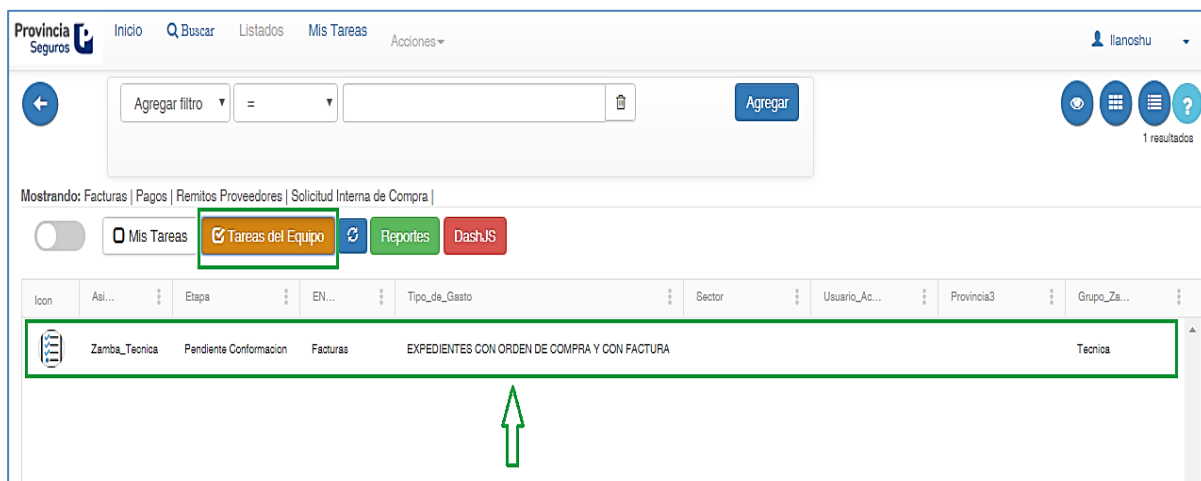 Provincia Seguros
Inicio Buscar Listados Mis Tareas Acciones llanoshu
Agregar filtro = Agregar
?
1 resultados
Mostrando: Facturas | Pagos | Remitos Proveedores | Solicitud Interna de Compra |
Mis Tareas Tareas del Equipo Reportes DashJS
Icon Asi... Etapa EN... Tipo_de_Gasto Sector Usuario_Ac... Provincia3 Grupo_Za...
Zamba_Tecnica Pendiente Conformacion Facturas EXPEDIENTES CON ORDEN DE COMPRA Y CON FACTURA Tecnica